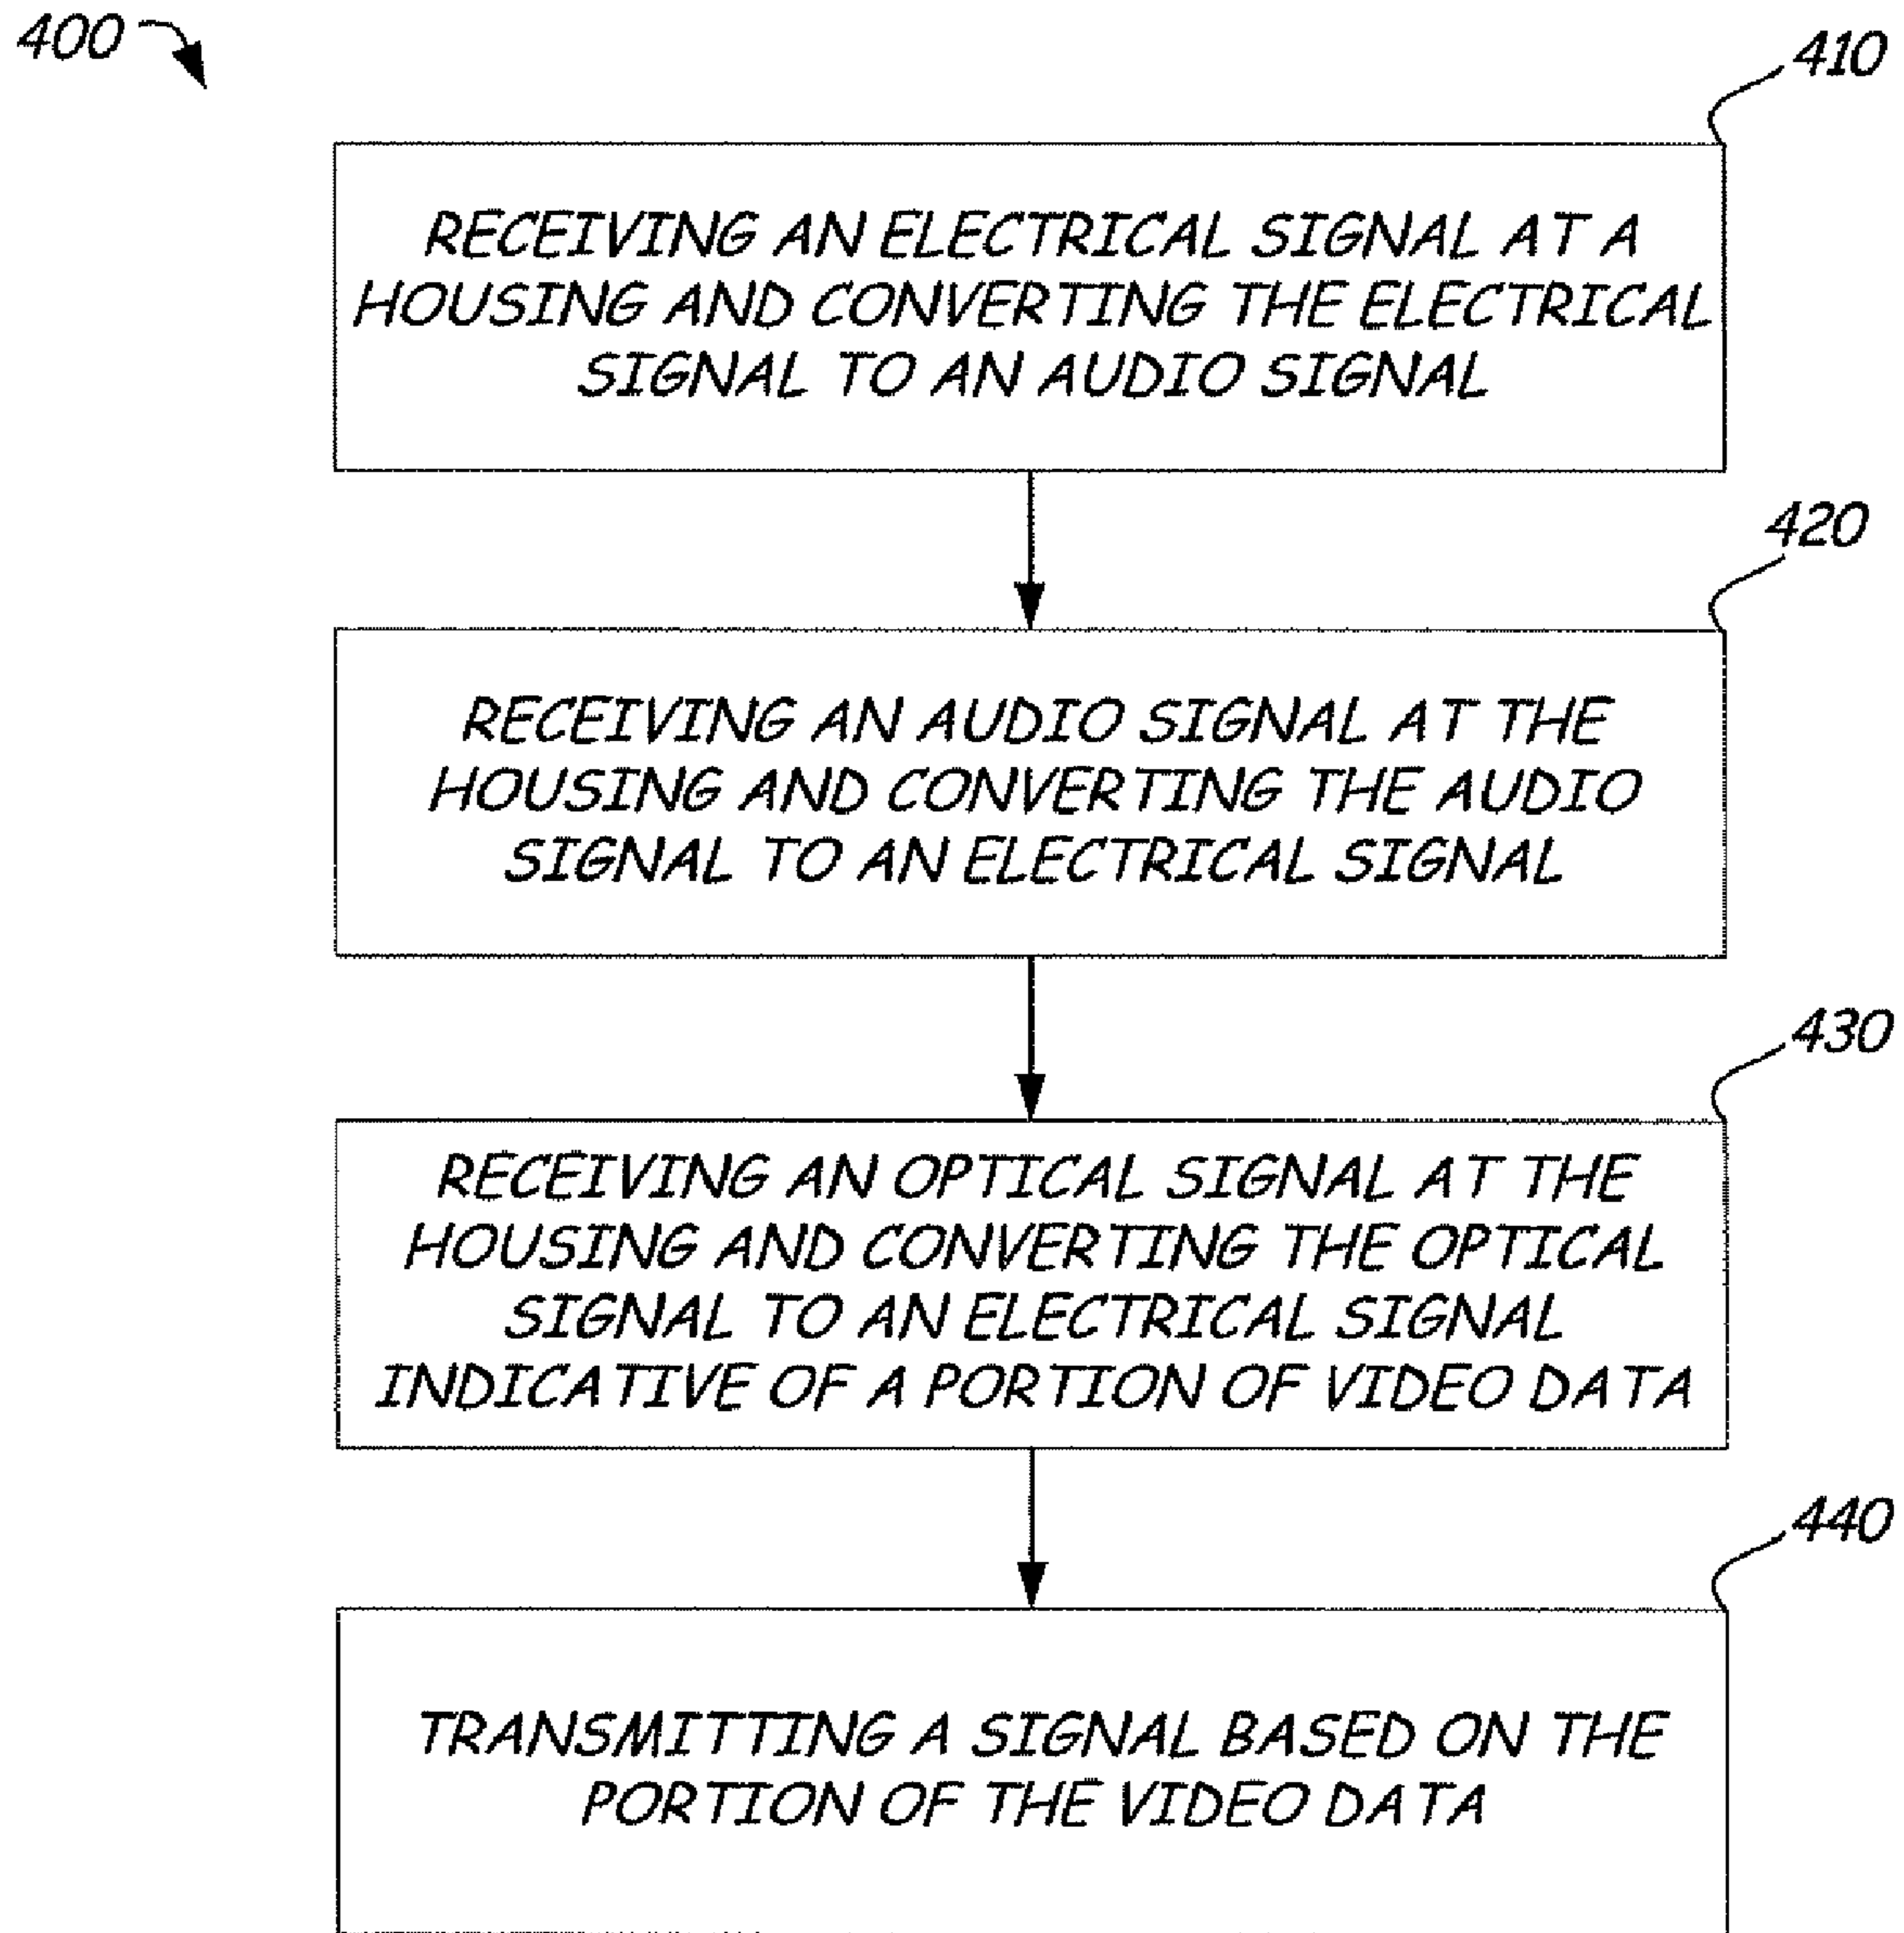 400
410
RECEIVING AN ELECTRICAL SIGNAL AT A
HOUSING AND CONVERTING THE ELECTRICAL
SIGNAL TO AN AUDIO SIGNAL
420
RECEIVING AN AUDIO SIGNAL AT THE
HOUSING AND CONVERTING THE AUDIO
SIGNAL TO AN ELECTRICAL SIGNAL
430
RECEIVING AN OPTICAL SIGNAL AT THE
HOUSING AND CONVERTING THE OPTICAL
SIGNAL TO AN ELECTRICAL SIGNAL
INDICATIVE OF A PORTION OF VIDEO DATA
440
TRANSMITTING A SIGNAL BASED ON THE
PORTION OF THE VIDEO DATA